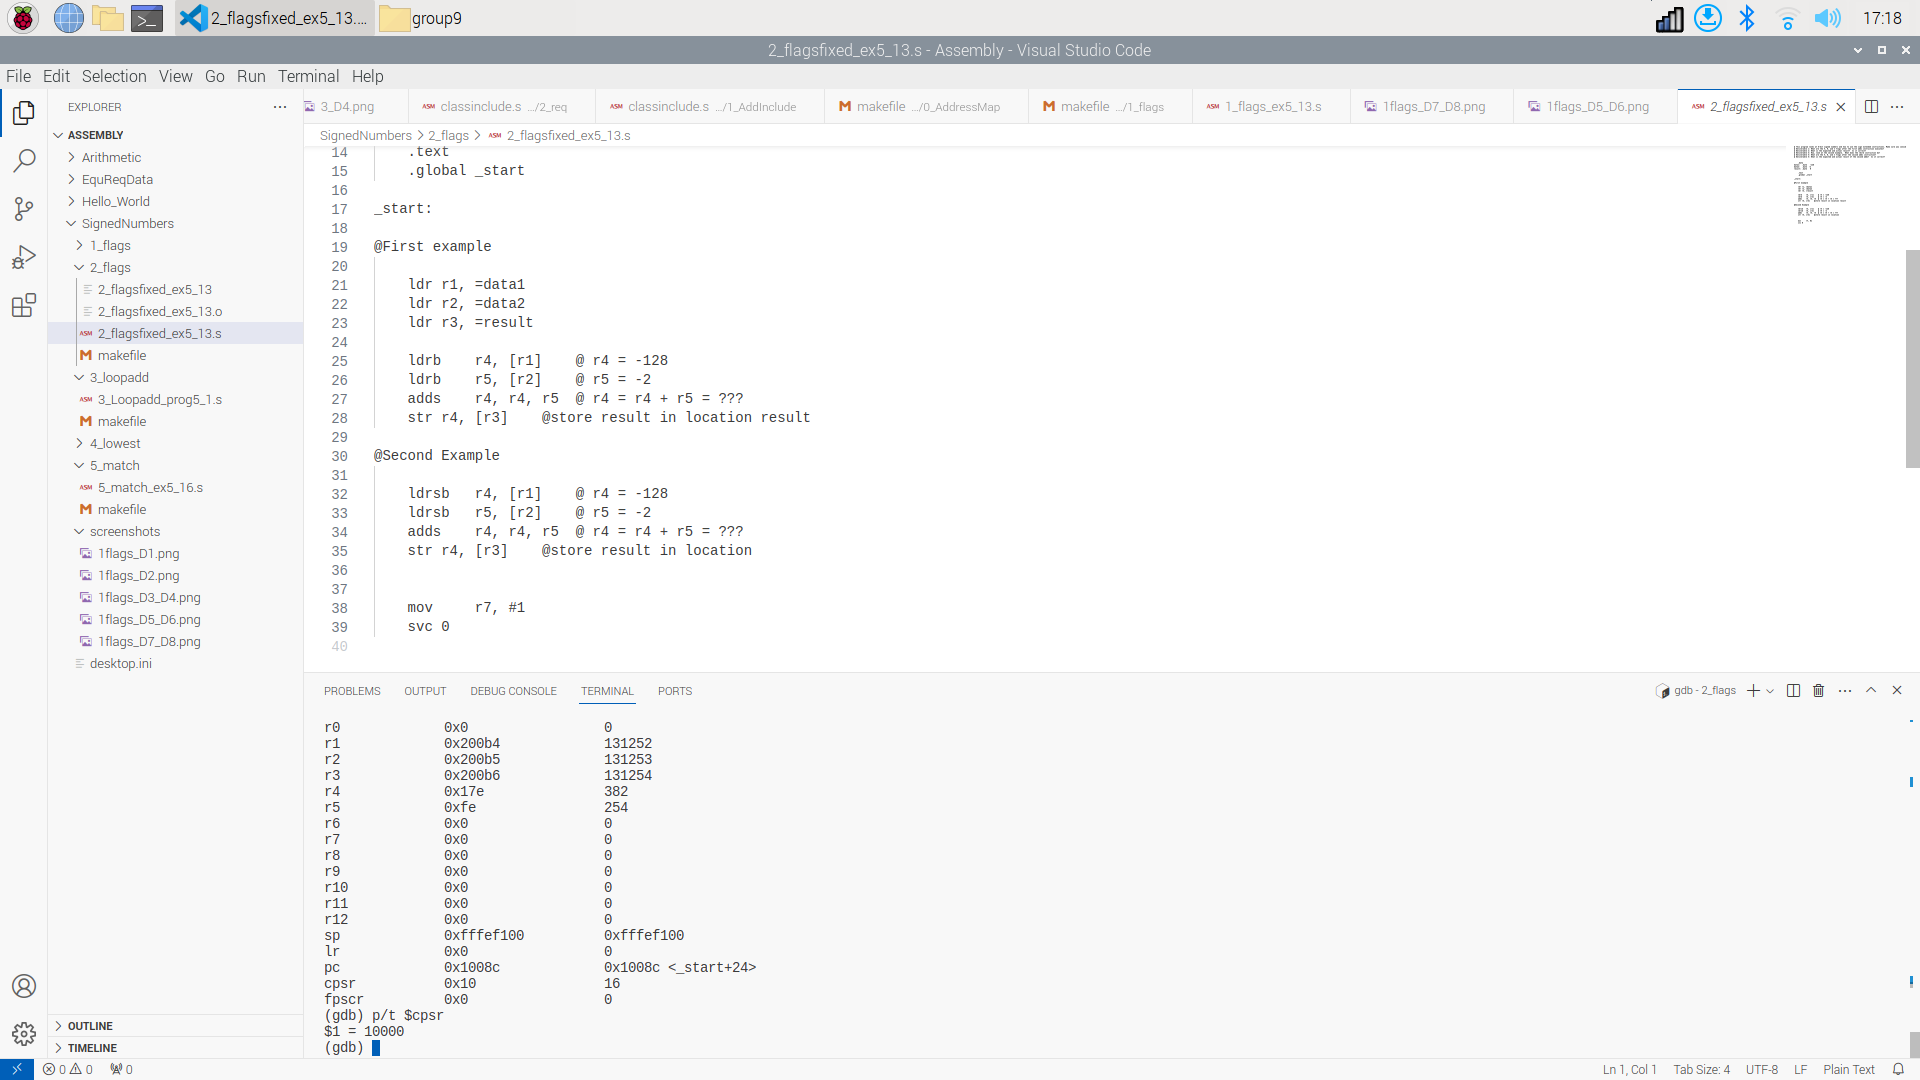 2_flagsfixed_ex5_13....
group9
17:18
2_flagsfixed_ex5_13.s - Assembly - Visual Studio Code
File Edit Selection View Go Run Terminal Help
EXPLORER
ASSEMBLY
Arithmetic
EquReqData
Hello_World
SignedNumbers
1_flags
2_flags
2_flagsfixed_ex5_13
2_flagsfixed_ex5_13.o
ASM 2_flagsfixed_ex5_13.s
M makefile
3_loopadd
ASM 3_Loopadd_prog5_1.s
M makefile
4_lowest
5_match
ASM 5_match_ex5_16.s
M makefile
screenshots
1flags_D1.png
1flags_D2.png
1flags_D3_D4.png
1flags_D5_D6.png
1flags_D7_D8.png
desktop.ini
OUTLINE
TIMELINE
3_D4.png ASM classinclude.s .../2_req ASM classinclude.s .../1_AddInclude M makefile .../0_AddressMap M makefile .../1_flags ASM 1_flags_ex5_13.s 1flags_D7_D8.png 1flags_D5_D6.png ASM 2_flagsfixed_ex5_13.s
SignedNumbers > 2_flags > ASM 2_flagsfixed_ex5_13.s
14 .text
15 .global _start
16
17 _start:
18
19 @First example
20
21 ldr r1, =data1
22 ldr r2, =data2
23 ldr r3, =result
24
25 ldrb r4, [r1] @ r4 = -128
26 ldrb r5, [r2] @ r5 = -2
27 adds r4, r4, r5 @ r4 = r4 + r5 = ???
28 str r4, [r3] @store result in location result
29
30 @Second Example
31
32 ldrsb r4, [r1] @ r4 = -128
33 ldrsb r5, [r2] @ r5 = -2
34 adds r4, r4, r5 @ r4 = r4 + r5 = ???
35 str r4, [r3] @store result in location
36
37
38 mov r7, #1
39 svc 0
40
PROBLEMS OUTPUT DEBUG CONSOLE TERMINAL PORTS
gdb - 2_flags
r0 0x0 0
r1 0x200b4 131252
r2 0x200b5 131253
r3 0x200b6 131254
r4 0x17e 382
r5 0xfe 254
r6 0x0 0
r7 0x0 0
r8 0x0 0
r9 0x0 0
r10 0x0 0
r11 0x0 0
r12 0x0 0
sp 0xfffef100 0xfffef100
lr 0x0 0
pc 0x1008c 0x1008c <_start+24>
cpsr 0x10 16
fpscr 0x0 0
(gdb) p/t $cpsr
$1 = 10000
(gdb)
0 0 0
Ln 1, Col 1 Tab Size: 4 UTF-8 LF Plain Text